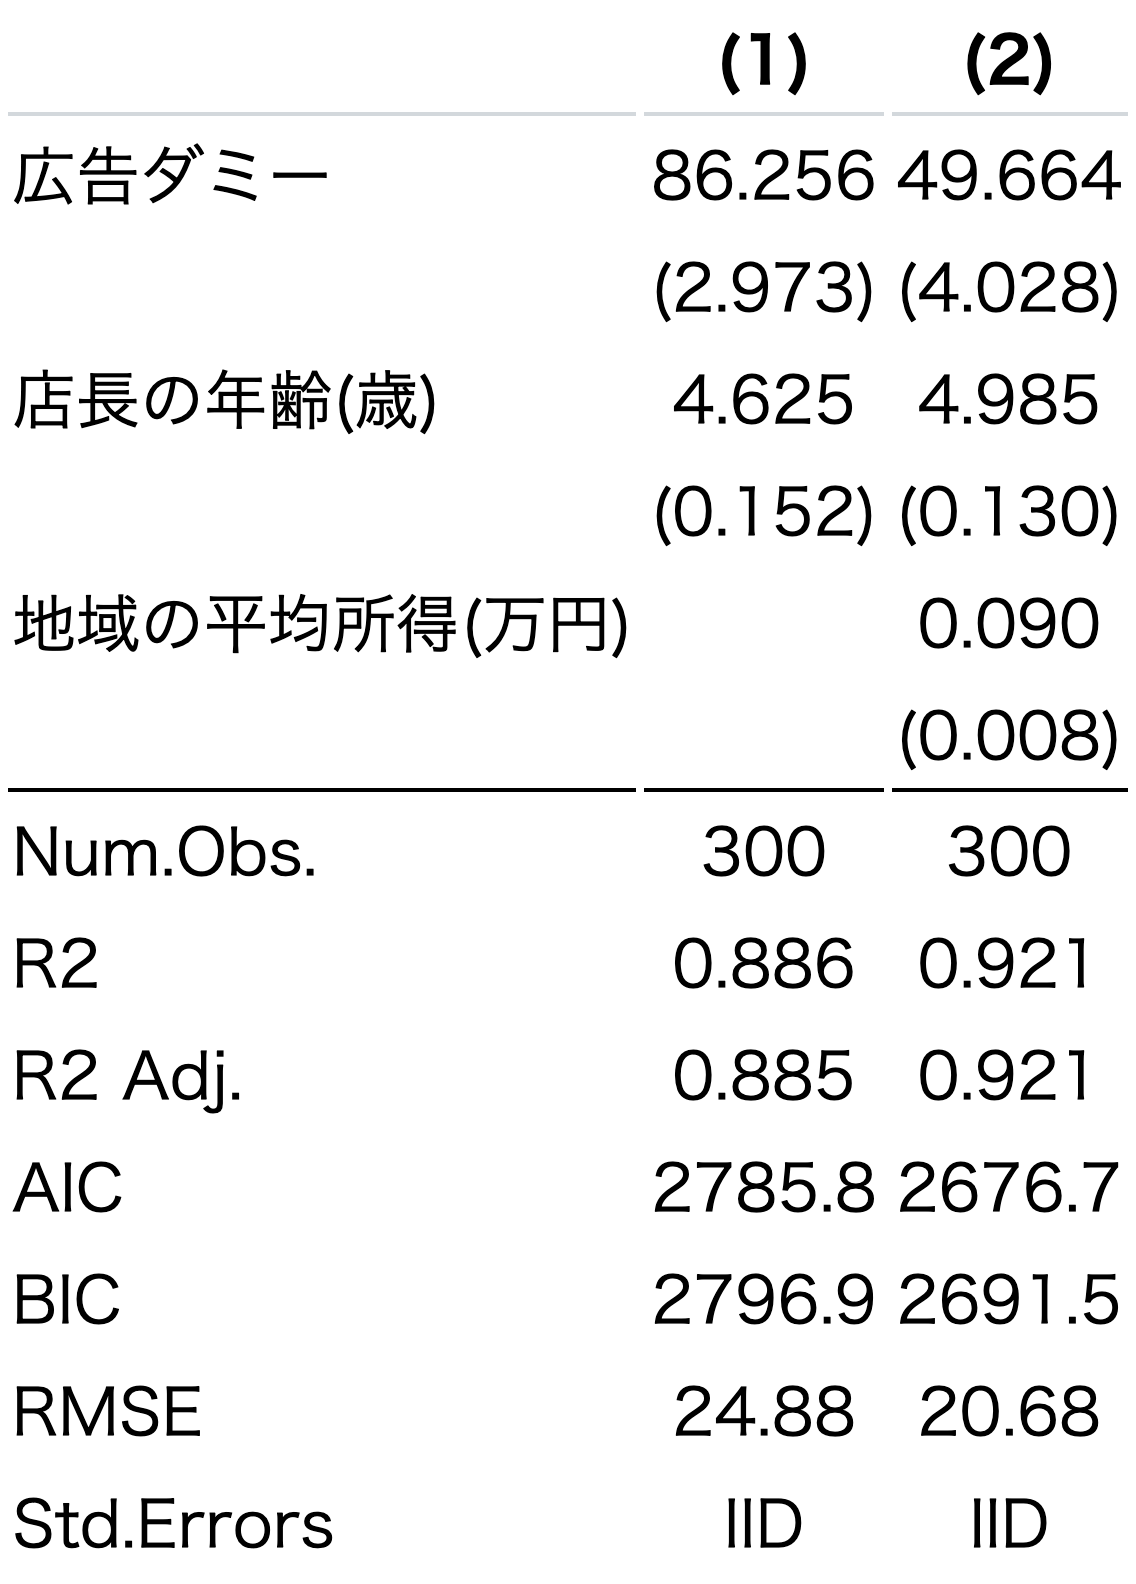 (1) (2)
広告ダミー 86.256 49.664
(2.973) (4.028)
店長の年齢(歳) 4.625 4.985
(0.152) (0.130)
地域の平均所得(万円) 0.090
(0.008)
Num.Obs. 300 300
R2 0.886 0.921
R2 Adj. 0.885 0.921
AIC 2785.8 2676.7
BIC 2796.9 2691.5
RMSE 24.88 20.68
Std.Errors IID IID